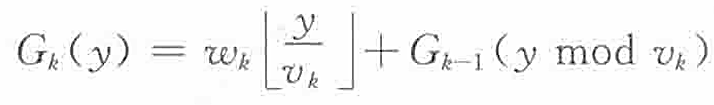 G_k(y) = w_k ⌊y/v_k⌋ + G_{k-1}(y mod v_k)